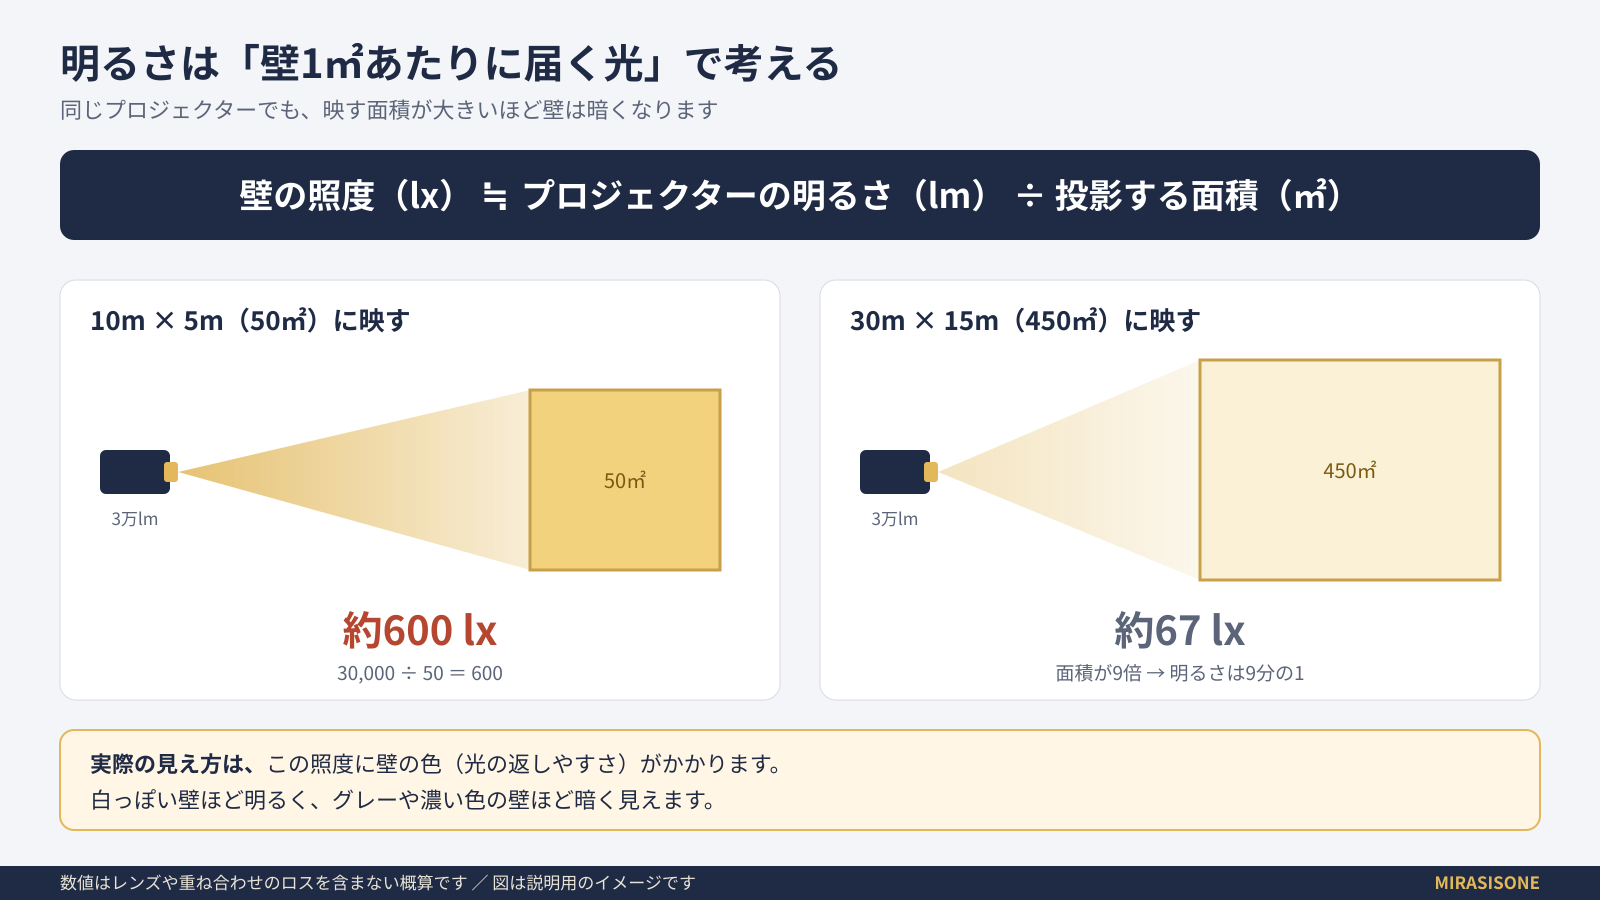 明るさは「壁1㎡あたりに届く光」で考える
同じプロジェクターでも、映す面積が大きいほど壁は暗くなります
壁の照度（lx） ≒ プロジェクターの明るさ（lm） ÷ 投影する面積（㎡）
10m × 5m（50㎡）に映す
50㎡
3万lm
約600 lx
30,000 ÷ 50 ＝ 600
30m × 15m（450㎡）に映す
450㎡
3万lm
約67 lx
面積が9倍 → 明るさは9分の1
実際の見え方は、この照度に壁の色（光の返しやすさ）がかかります。
白っぽい壁ほど明るく、グレーや濃い色の壁ほど暗く見えます。
数値はレンズや重ね合わせのロスを含まない概算です ／ 図は説明用のイメージです
MIRASISONE